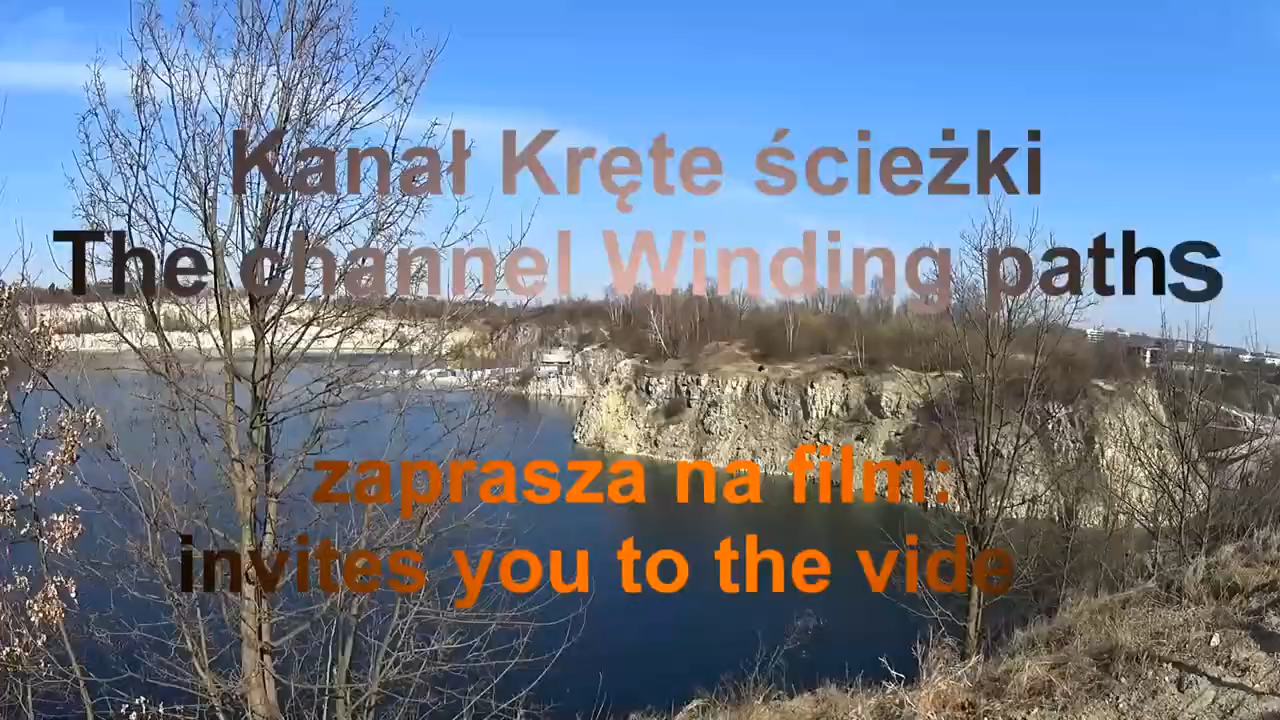 Kanał Kręte ścieżki
The channel Winding paths
zaprasza na film:
invites you to the vide